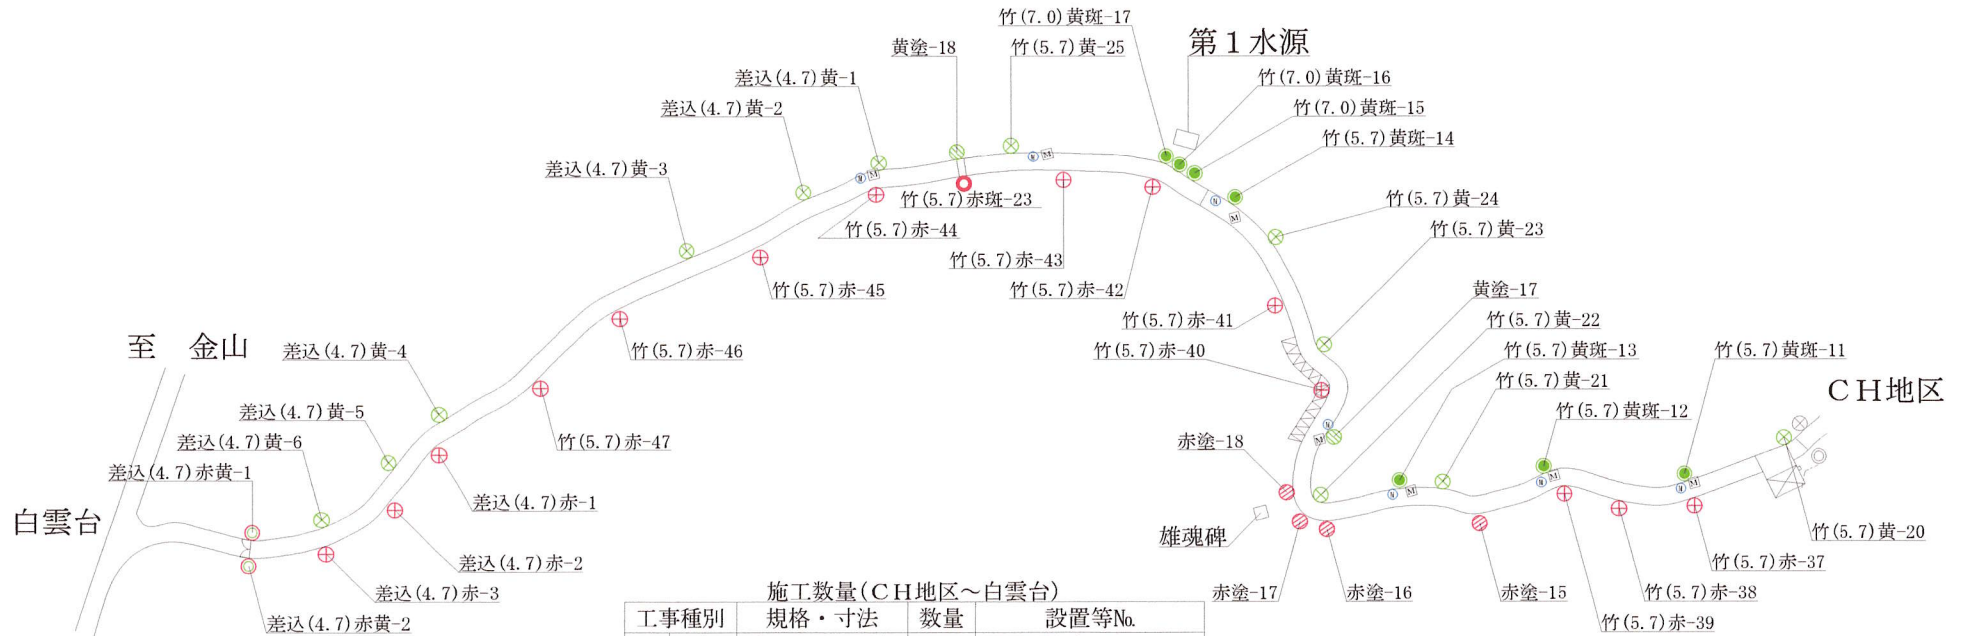 竹(7.0)黄斑-17
黄塗-18
竹(5.7)黄-25
第１水源
差込(4.7)黄-1
竹(7.0)黄斑-16
差込(4.7)黄-2
竹(7.0)黄斑-15
竹(5.7)黄斑-14
差込(4.7)黄-3
竹(5.7)赤斑-23
竹(5.7)黄-24
竹(5.7)赤-44
竹(5.7)黄-23
竹(5.7)赤-43
竹(5.7)赤-45
竹(5.7)赤-42
黄塗-17
竹(5.7)赤-41
竹(5.7)黄-22
至　金山
差込(4.7)黄-4
竹(5.7)赤-46
竹(5.7)赤-40
竹(5.7)黄斑-13
竹(5.7)黄斑-11
竹(5.7)黄-21
ＣＨ地区
差込(4.7)黄-5
竹(5.7)黄斑-12
差込(4.7)黄-6
竹(5.7)赤-47
赤塗-18
差込(4.7)赤黄-1
差込(4.7)赤-1
白雲台
雄魂碑
竹(5.7)黄-20
差込(4.7)赤-2
竹(5.7)赤-37
差込(4.7)赤-3
施工数量(ＣＨ地区～白雲台)
赤塗-17
赤塗-16
赤塗-15
竹(5.7)赤-38
差込(4.7)赤黄-2
竹(5.7)赤-39
工事種別　規格・寸法　数量　設置等№
M
M
M
M
M
M
M
N
N
N
N
N
N
N